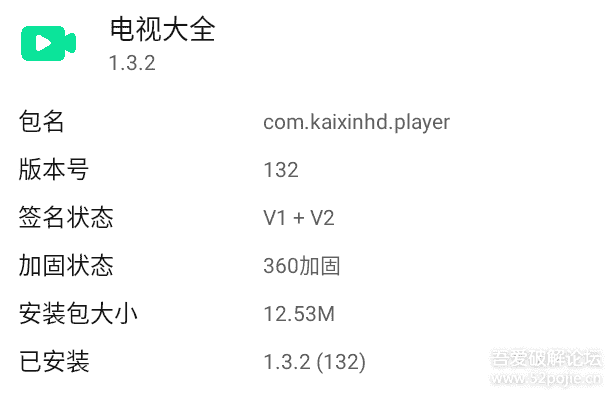 电视大全
1.3.2
包名 com.kaixinhd.player
版本号 132
签名状态 V1 + V2
加固状态 360加固
安装包大小 12.53M
已安装 1.3.2 (132)
吾爱破解论坛
www.52pojie.cn